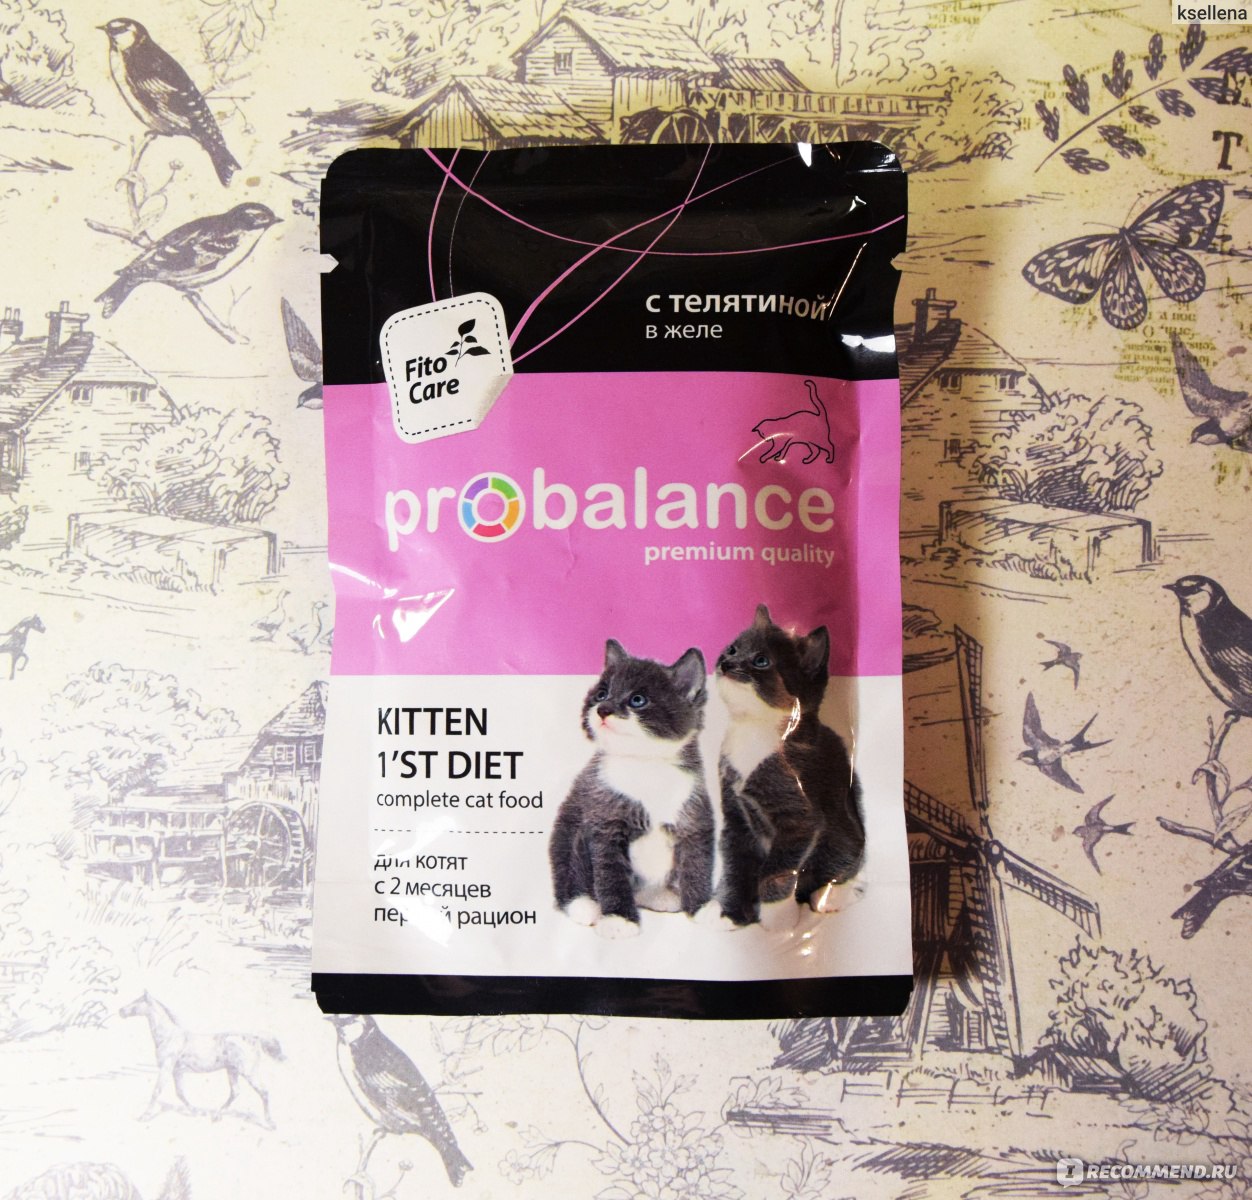 ksellena
T
с телятиной
в желе
Fito
Care
probalance
premium quality
KITTEN
1'ST DIET
complete cat food
для котят
с 2 месяцев
первый рацион
RECOMMEND.RU